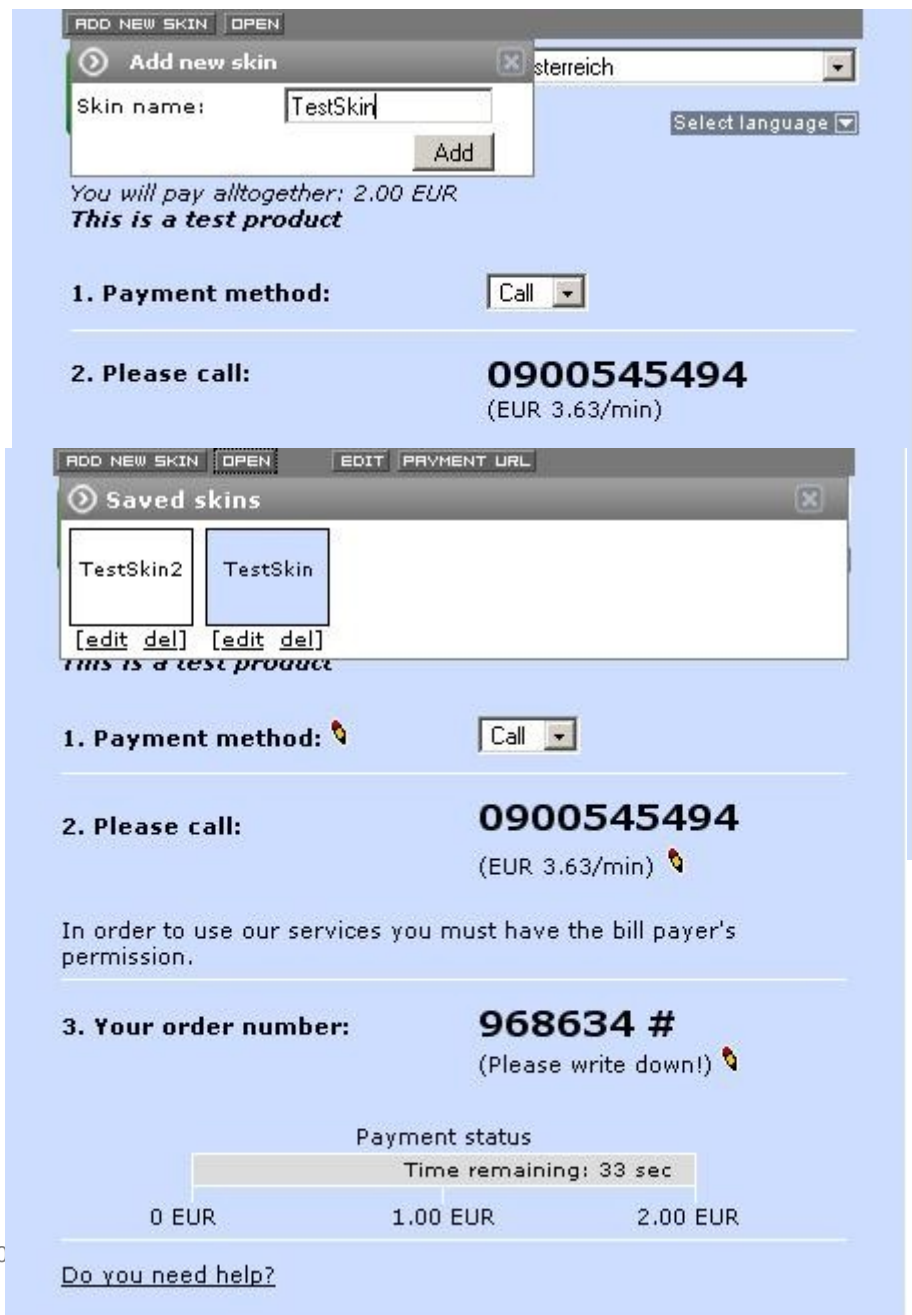 ADD NEW SKIN OPEN
Add new skin
sterreich
Skin name: TestSkin
Select language
Add
You will pay alltogether: 2.00 EUR
This is a test product
1. Payment method: Call
2. Please call: 0900545494
(EUR 3.63/min)
ADD NEW SKIN OPEN EDIT PAYMENT URL
Saved skins
TestSkin2 TestSkin
[edit del] [edit del]
This is a test product
1. Payment method: Call
2. Please call: 0900545494
(EUR 3.63/min)
In order to use our services you must have the bill payer's
permission.
3. Your order number: 968634 #
(Please write down!)
Payment status
Time remaining: 33 sec
0 EUR 1.00 EUR 2.00 EUR
Do you need help?